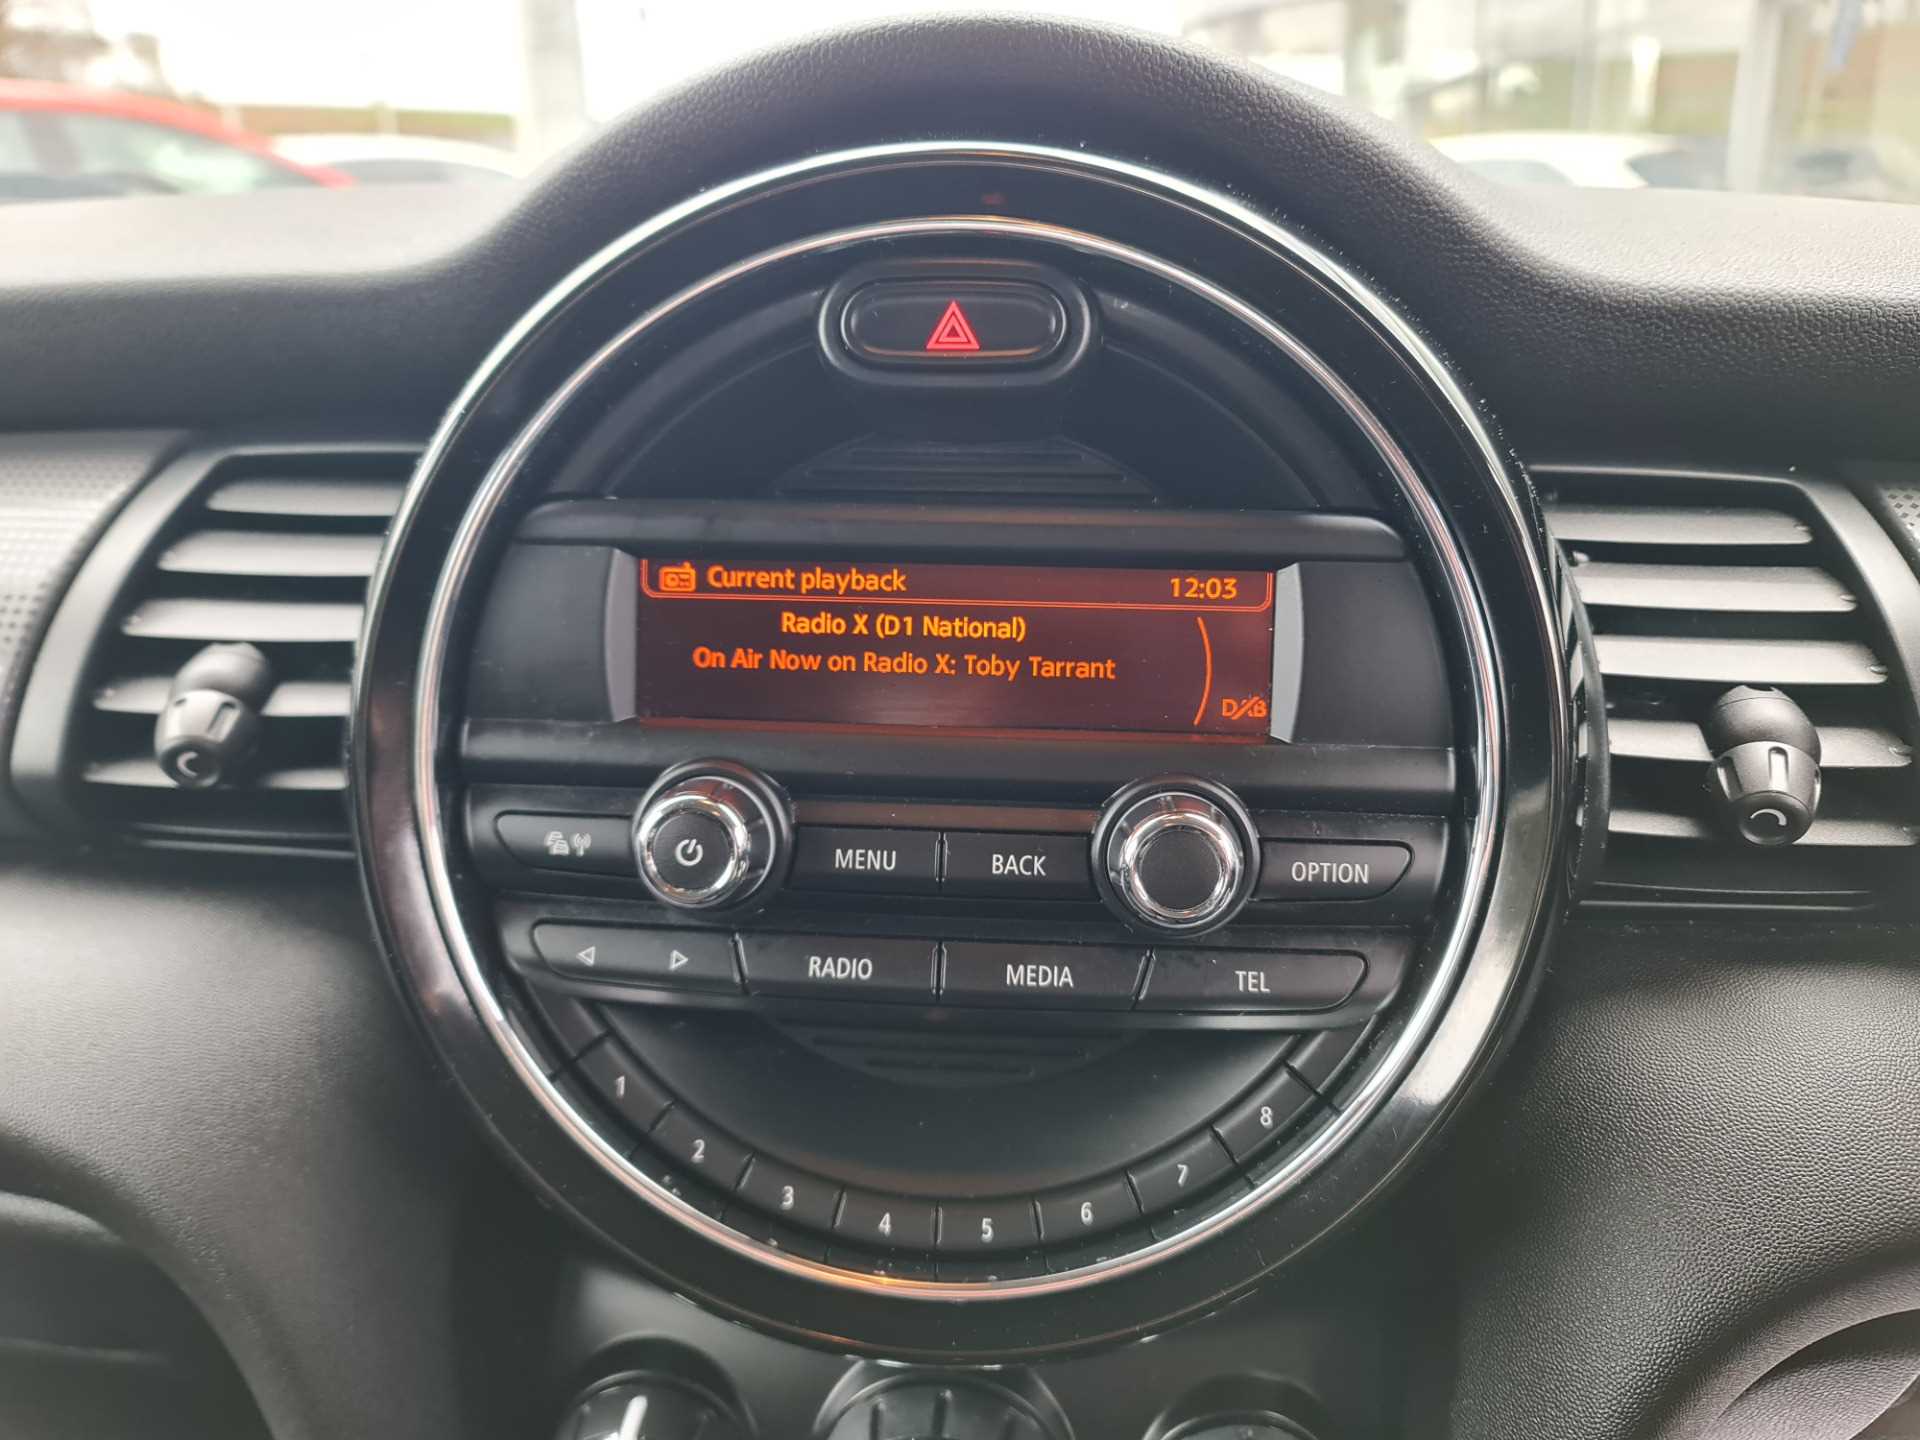 Current playback 12:03
Radio X (D1 National)
On Air Now on Radio X: Toby Tarrant
DAB
MENU BACK OPTION
RADIO MEDIA TEL
1 2 3 4 5 6 7 8